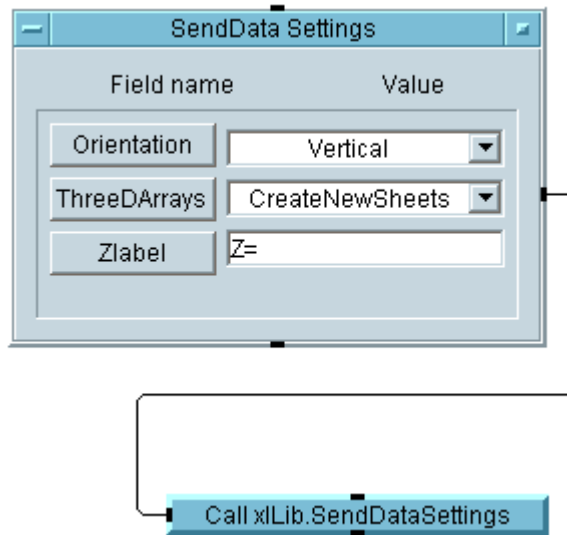 SendData Settings
Field name Value
Orientation Vertical
ThreeDArrays CreateNewSheets
Zlabel Z=
Call xlLib.SendDataSettings